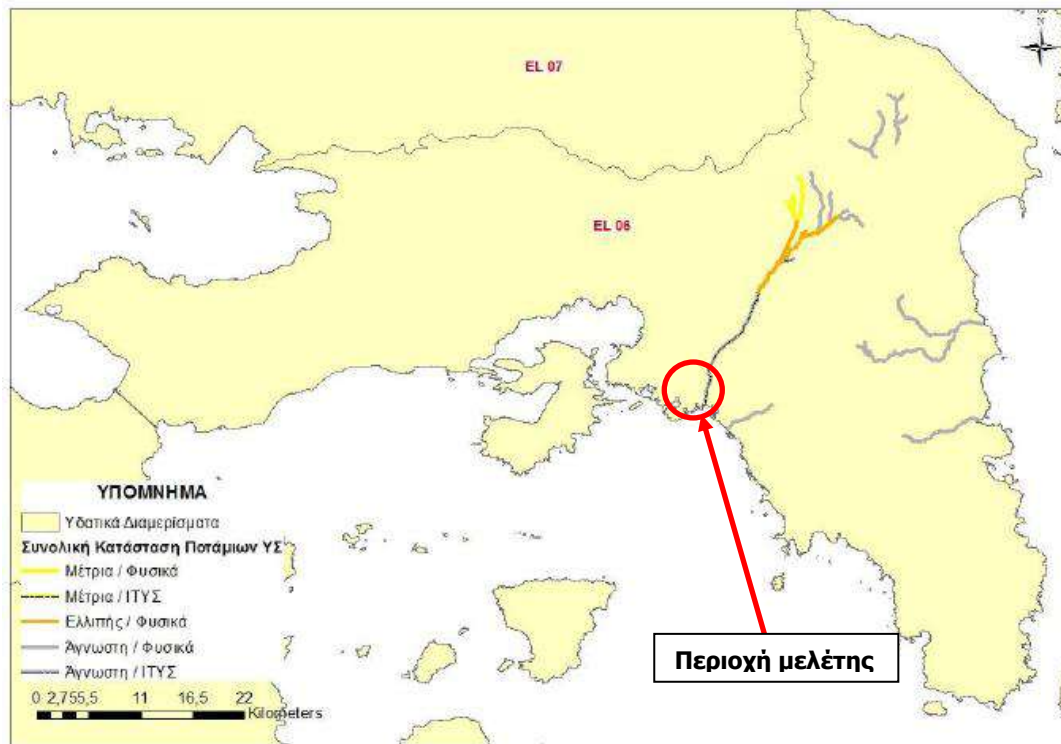 EL 07
EL 06
ΥΠΟΜΝΗΜΑ
Υδατικά Διαμερίσματα
Συνολική Κατάσταση Ποτάμιων ΥΣ
Μέτρια / Φυσικά
Μέτρια / ΙΤΥΣ
Ελλιπής / Φυσικά
Άγνωστη / Φυσικά
Άγνωστη / ΙΤΥΣ
0 2,755,5 11 16,5 22
Kilometers
Περιοχή μελέτης